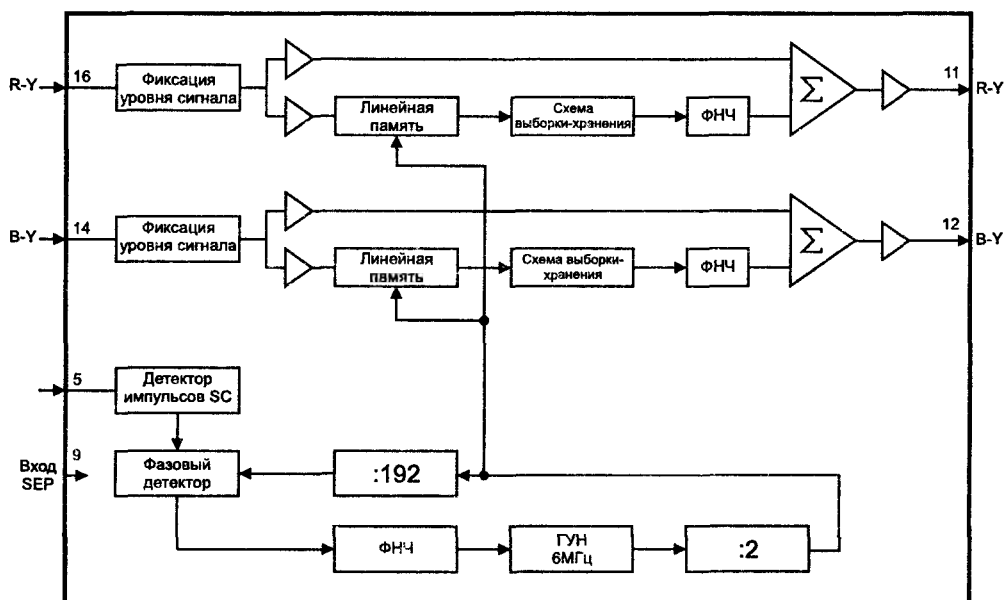 R-Y
16
Фиксация
уровня сигнала
Линейная
память
Схема
выборки-хранения
ФНЧ
Σ
11
R-Y
B-Y
14
Фиксация
уровня сигнала
Линейная
память
Схема выборки-
хранения
ФНЧ
Σ
12
B-Y
5
Детектор
импульсов SC
Вход
SEP
9
Фазовый
детектор
:192
ФНЧ
ГУН
6МГц
:2